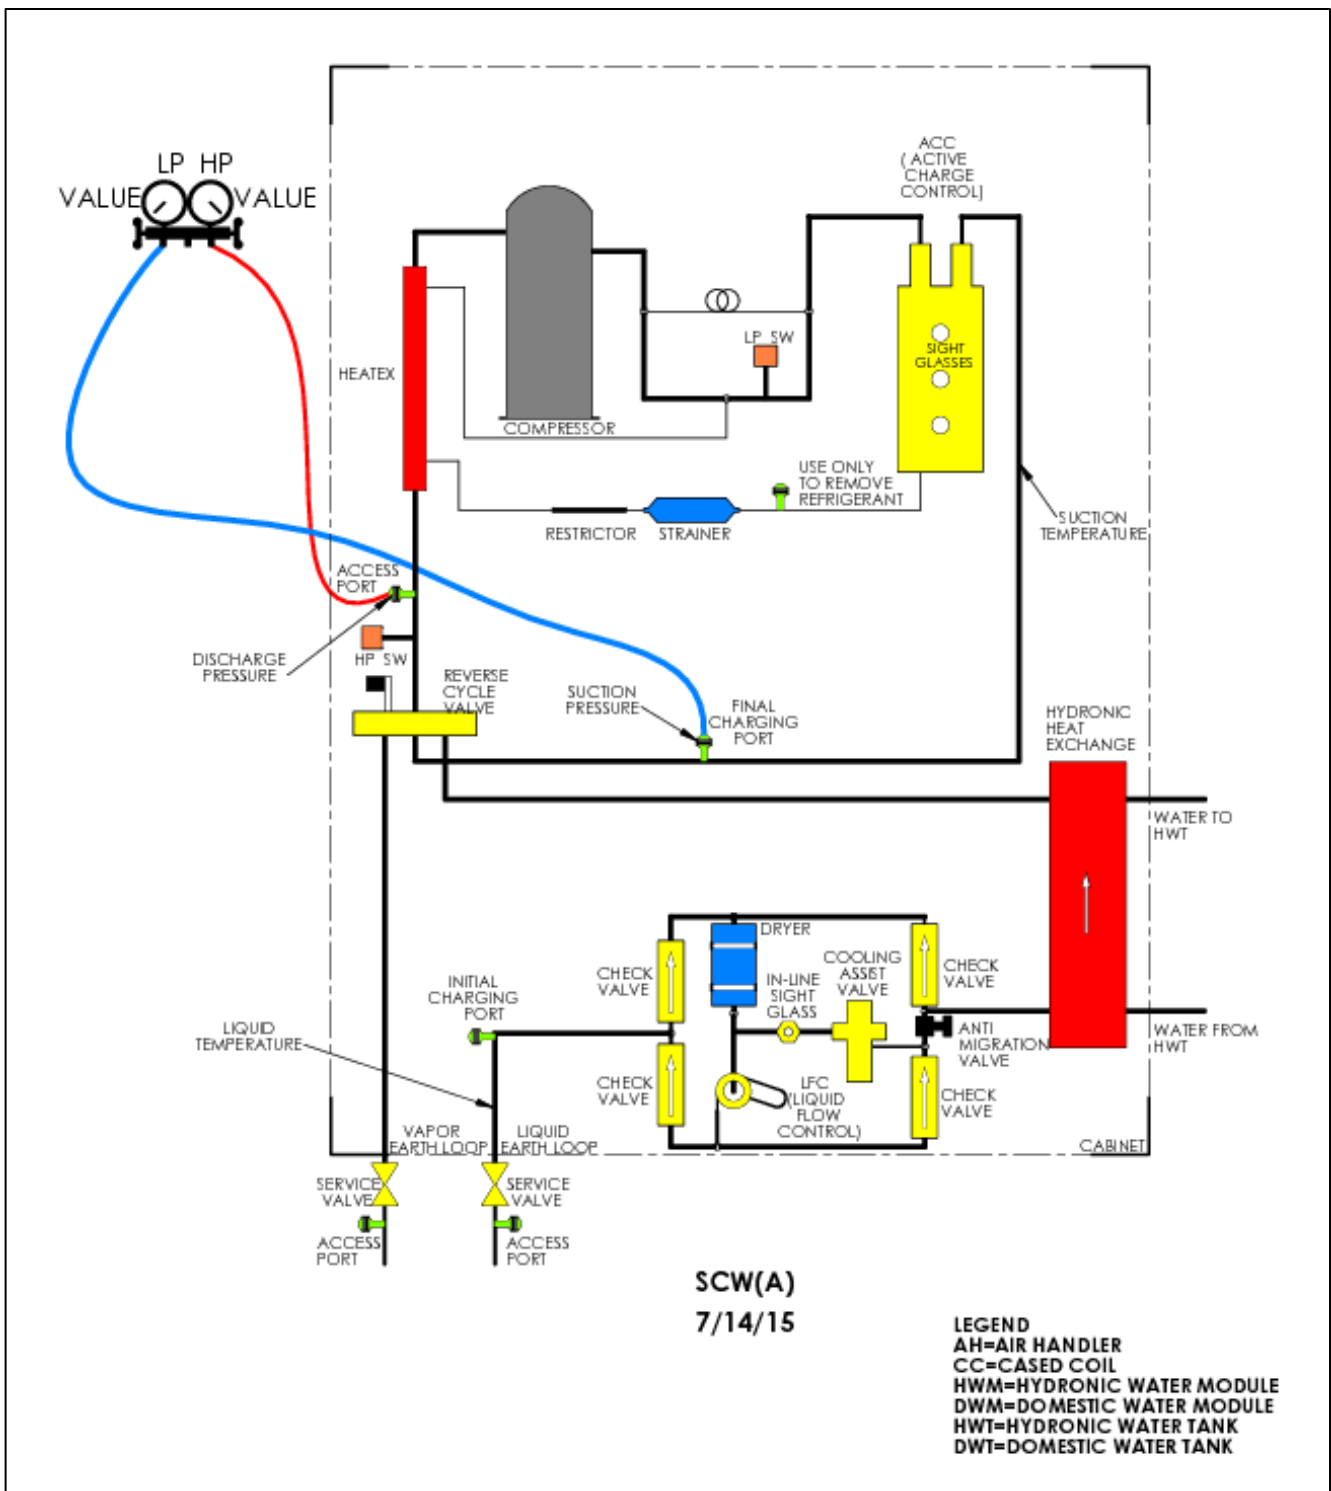 LP HP
VALUE VALUE
ACC
( ACTIVE
CHARGE
CONTROL)
LP SW
SIGHT
GLASSES
HEATEX
COMPRESSOR
USE ONLY
TO REMOVE
REFRIGERANT
RESTRICTOR
STRAINER
SUCTION
TEMPERATURE
ACCESS
PORT
DISCHARGE
PRESSURE
HP SW
REVERSE
CYCLE
VALVE
SUCTION
PRESSURE
FINAL
CHARGING
PORT
HYDRONIC
HEAT
EXCHANGE
WATER TO
HWT
DRYER
CHECK
VALVE
IN-LINE
SIGHT
GLASS
COOLING
ASSIST
VALVE
CHECK
VALVE
INITIAL
CHARGING
PORT
LIQUID
TEMPERATURE
ANTI
MIGRATION
VALVE
WATER FROM
HWT
CHECK
VALVE
LFC
(LIQUID
FLOW
CONTROL)
CHECK
VALVE
VAPOR
EARTH LOOP
LIQUID
EARTH LOOP
CABINET
SERVICE
VALVE
SERVICE
VALVE
ACCESS
PORT
ACCESS
PORT
SCW(A)
7/14/15
LEGEND
AH=AIR HANDLER
CC=CASED COIL
HWM=HYDRONIC WATER MODULE
DWM=DOMESTIC WATER MODULE
HWT=HYDRONIC WATER TANK
DWT=DOMESTIC WATER TANK